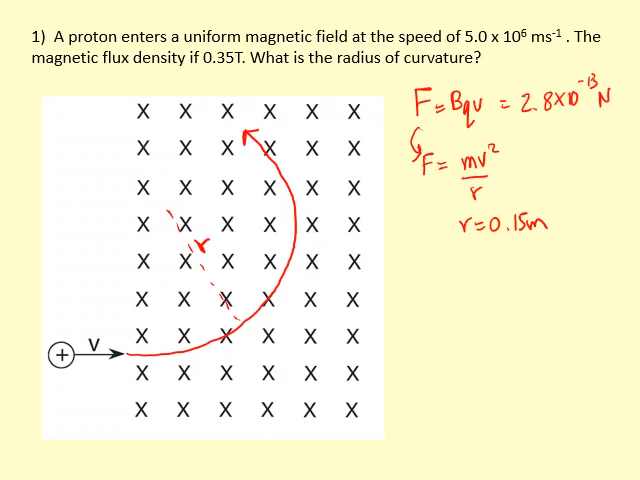 1) A proton enters a uniform magnetic field at the speed of 5.0 x 10⁶ ms⁻¹ . The
magnetic flux density if 0.35T. What is the radius of curvature?
F = Bqv = 2.8x10⁻¹³ N
F = mv²
r
r = 0.15m
X X X X X X
X X X X X X
X X X X X X
X X X X X X
r
X X X X X X
X X X X X X
X X X X X X
+ v
X X X X X X
X X X X X X